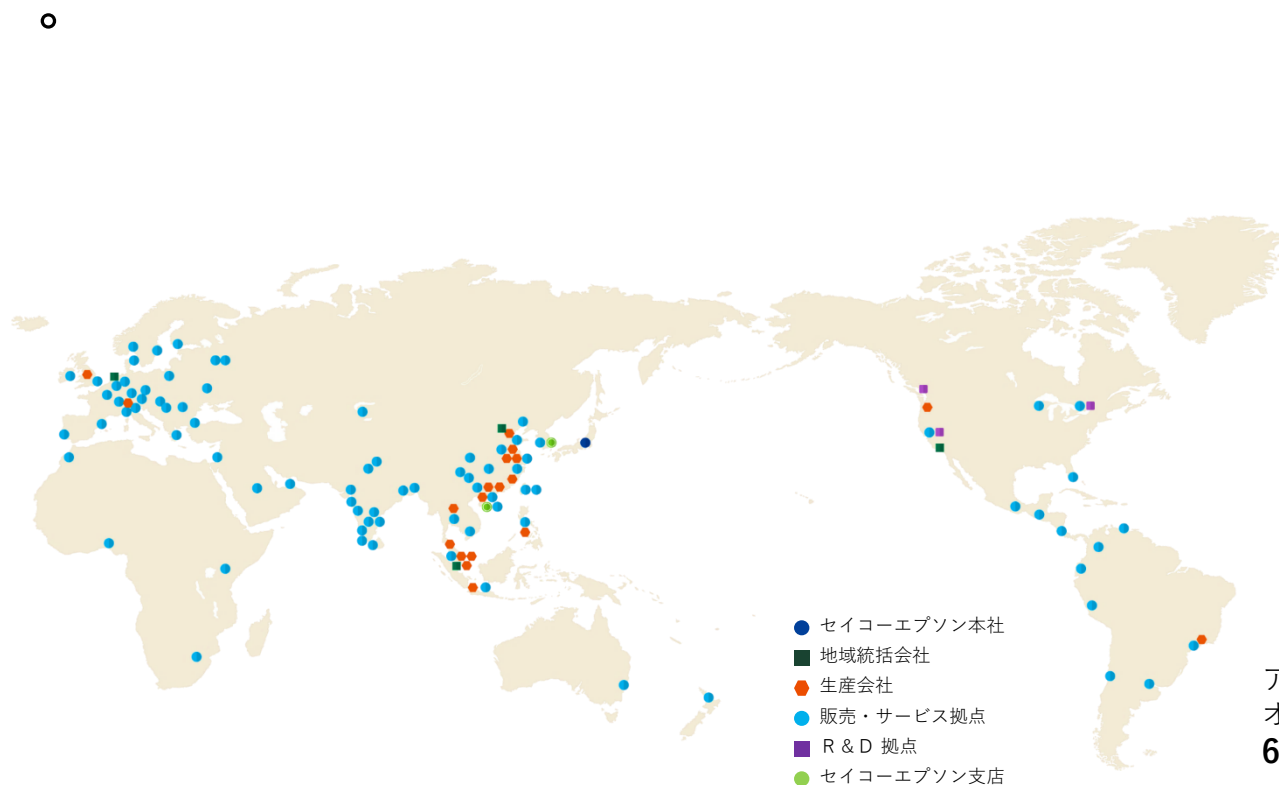 セイコーエプソン本社
地域統括会社
生産会社
販売・サービス拠点
R & D 拠点
セイコーエプソン支店
6